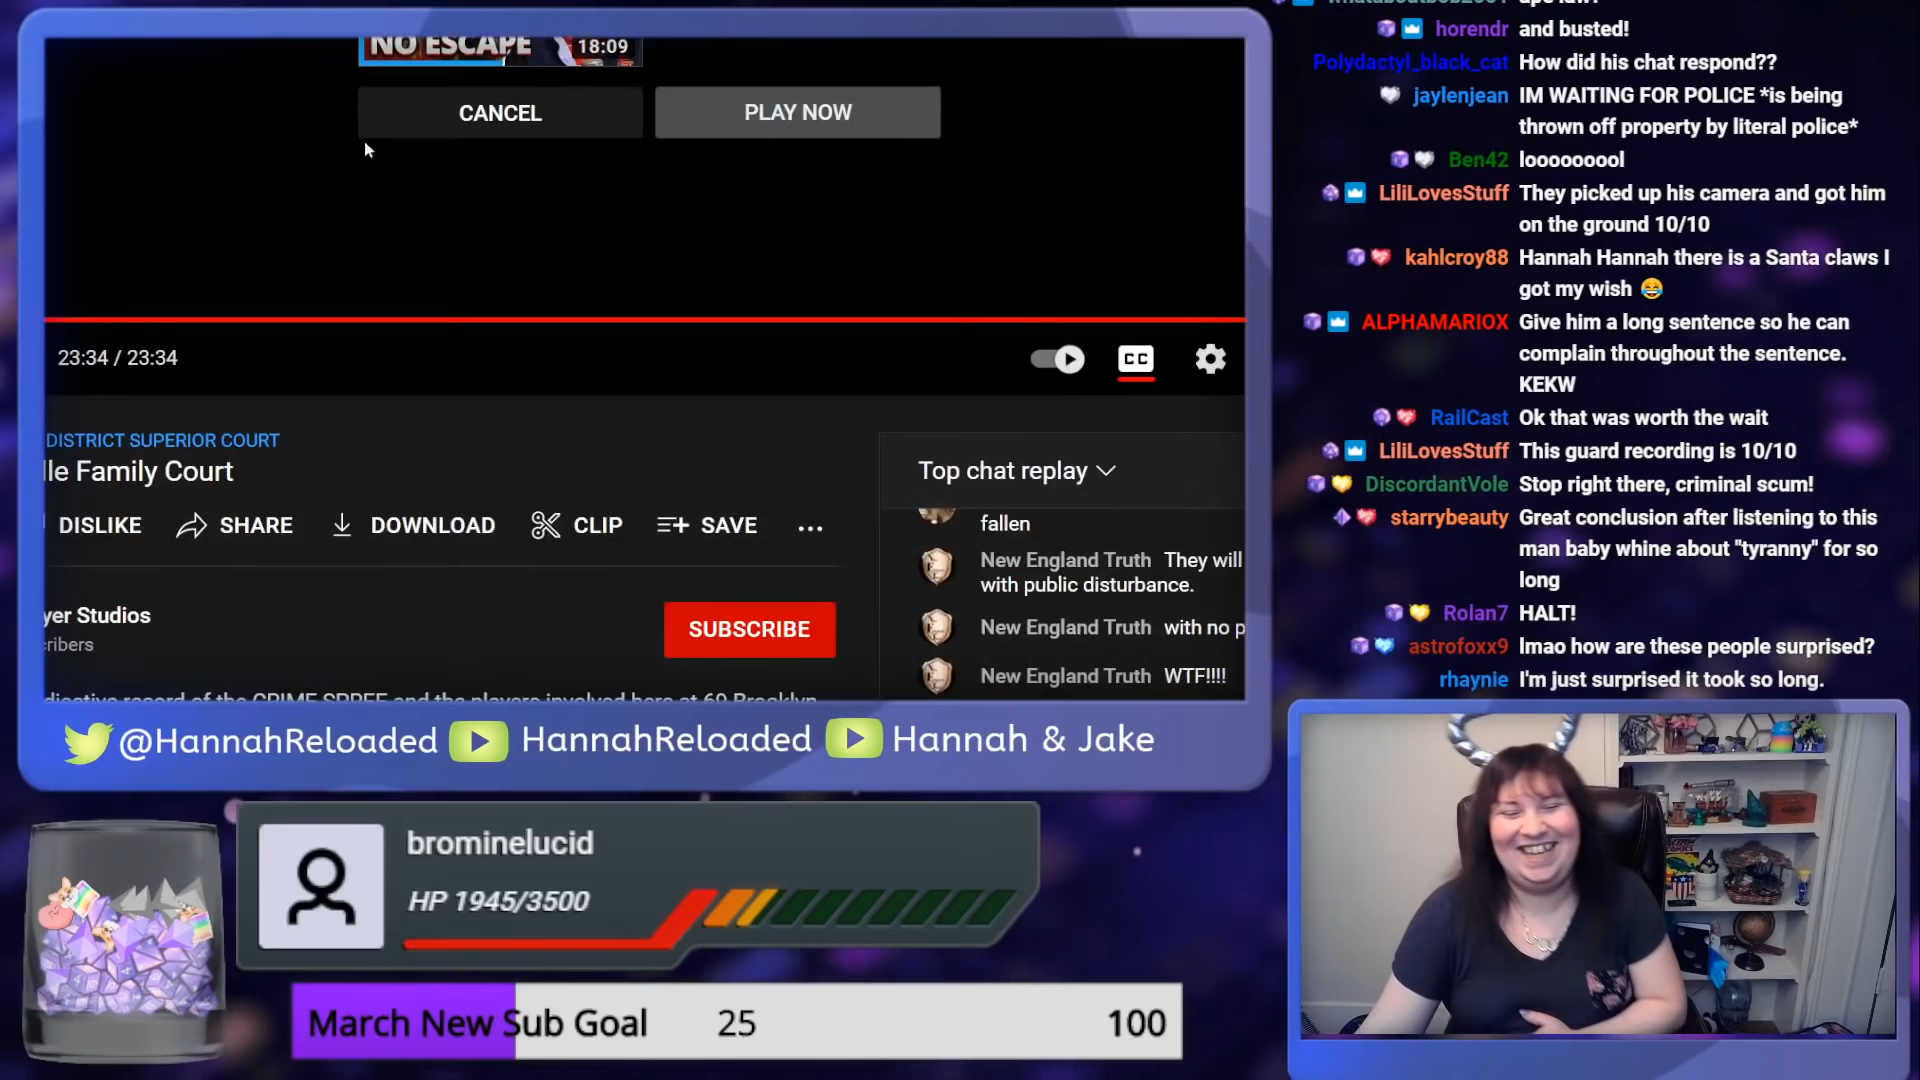 NO ESCAPE
18:09
CANCEL
PLAY NOW
23:34 / 23:34
CC
DISTRICT SUPERIOR COURT
lle Family Court
DISLIKE
SHARE
DOWNLOAD
CLIP
SAVE
...
yer Studios
ribers
SUBSCRIBE
Top chat replay
fallen
New England Truth They will
with public disturbance.
New England Truth with no p
New England Truth WTF!!!!
@HannahReloaded
HannahReloaded
Hannah & Jake
brominelucid
HP 1945/3500
March New Sub Goal 25 100
horendr and busted!
Polydactyl_black_cat How did his chat respond??
jaylenjean IM WAITING FOR POLICE *is being
thrown off property by literal police*
Ben42 loooooool
LiliLovesStuff They picked up his camera and got him
on the ground 10/10
kahlcroy88 Hannah Hannah there is a Santa claws I
got my wish 😂
ALPHAMARIOX Give him a long sentence so he can
complain throughout the sentence.
KEKW
RailCast Ok that was worth the wait
LiliLovesStuff This guard recording is 10/10
DiscordantVole Stop right there, criminal scum!
starrybeauty Great conclusion after listening to this
man baby whine about "tyranny" for so
long
Rolan7 HALT!
astrofoxx9 lmao how are these people surprised?
rhaynie I'm just surprised it took so long.